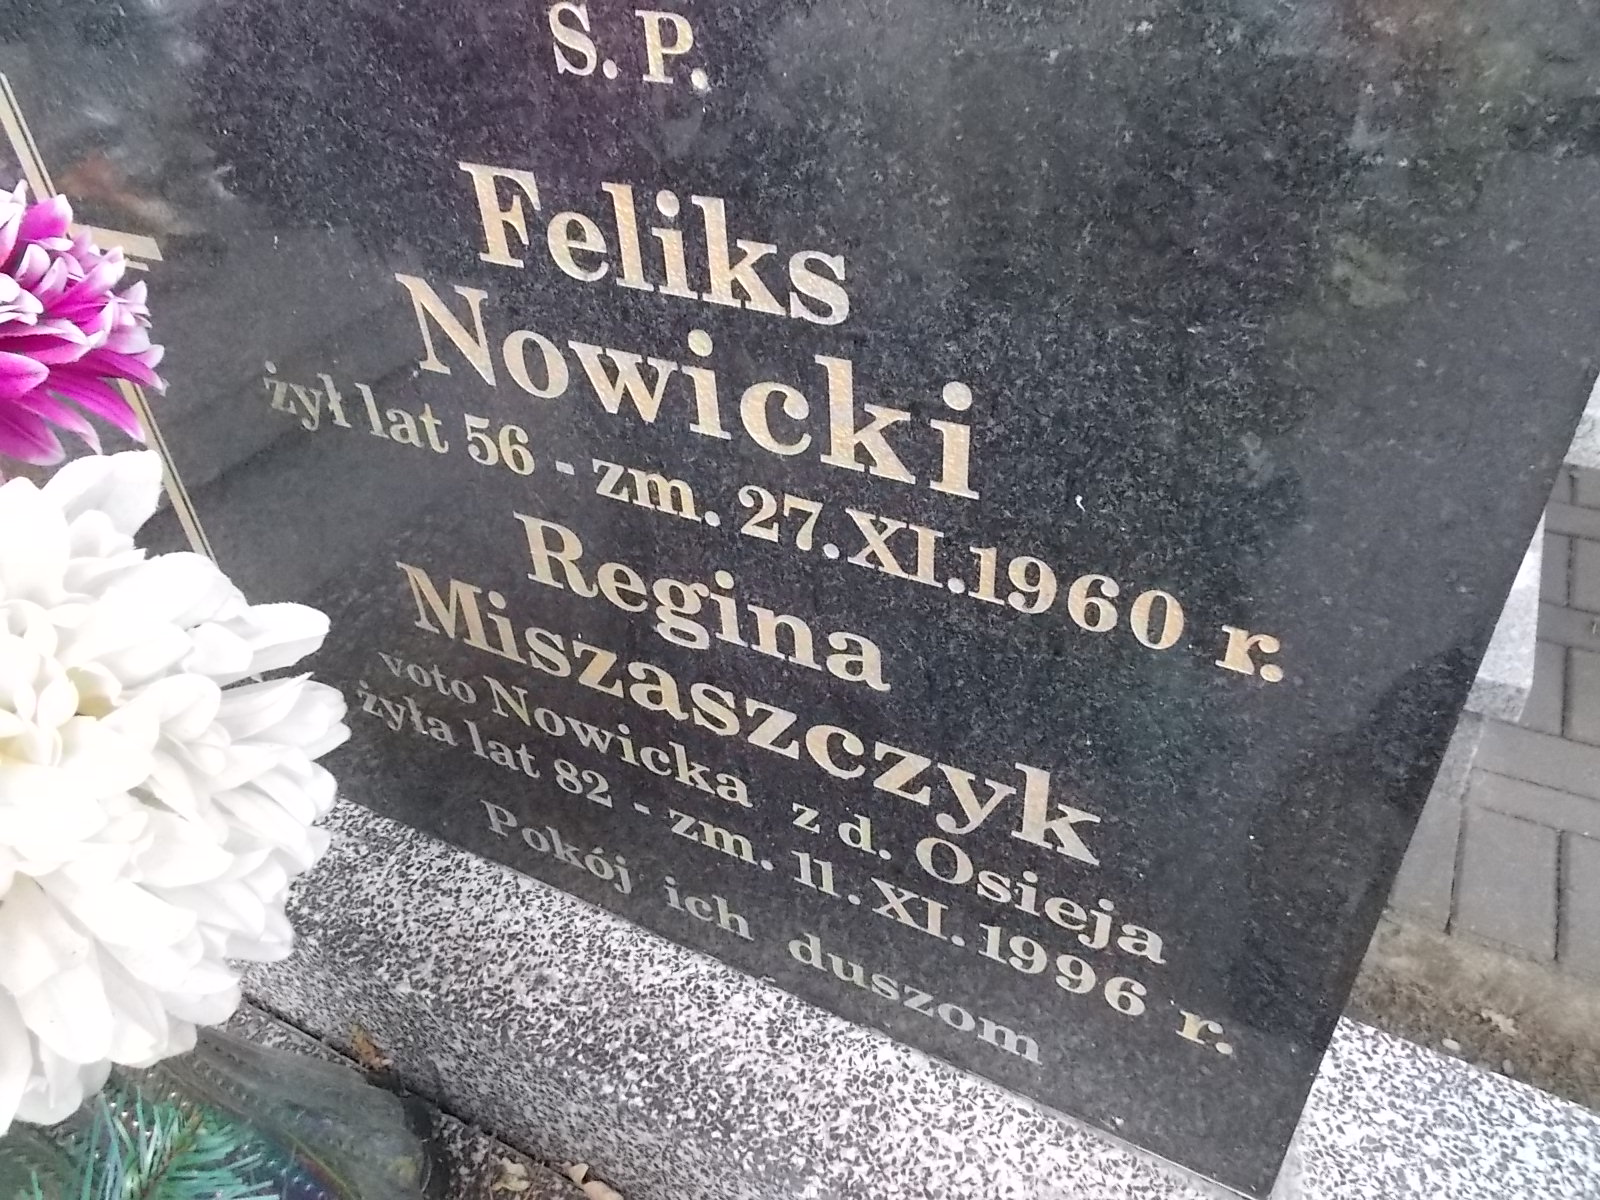 Ś. P.
Feliks
Nowicki
żył lat 56 - zm. 27.XI.1960 r.
Regina
Miszaszczyk
voto Nowicka z d. Osieja
żyła lat 82 - zm. 11.XI.1996 r.
Pokój ich duszom